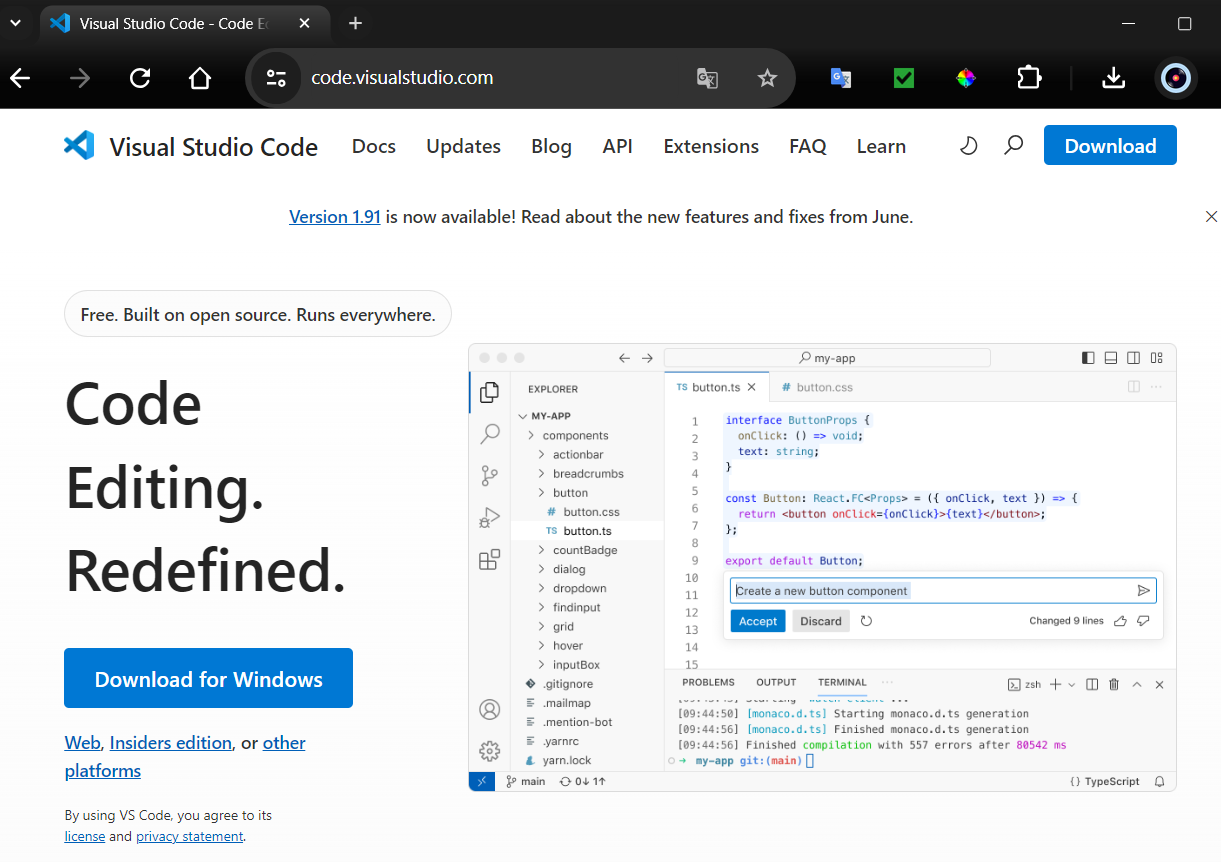 Visual Studio Code - Code E
code.visualstudio.com
Visual Studio Code Docs Updates Blog API Extensions FAQ Learn Download
Version 1.91 is now available! Read about the new features and fixes from June.
Free. Built on open source. Runs everywhere.
Code
Editing.
Redefined.
Download for Windows
Web, Insiders edition, or other
platforms
By using VS Code, you agree to its
license and privacy statement.
my-app
EXPLORER
MY-APP
components
actionbar
breadcrumbs
button
# button.css
TS button.ts
countBadge
dialog
dropdown
findinput
grid
hover
inputBox
.gitignore
.mailmap
.mention-bot
.yarnrc
yarn.lock
TS button.ts # button.css
1 interface ButtonProps {
2 onClick: () => void;
3 text: string;
4 }
5
6 const Button: React.FC<Props> = ({ onClick, text }) => {
7 return <button onClick={onClick}>{text}</button>;
8 };
9
10 export default Button;
11
12
13
14
15
Create a new button component
Accept Discard Changed 9 lines
PROBLEMS OUTPUT TERMINAL ··· zsh
[09:44:50] [monaco.d.ts] Starting monaco.d.ts generation
[09:44:56] [monaco.d.ts] Finished monaco.d.ts generation
[09:44:56] Finished compilation with 557 errors after 80542 ms
my-app git:(main)
main 0↓ 1↑ {} TypeScript